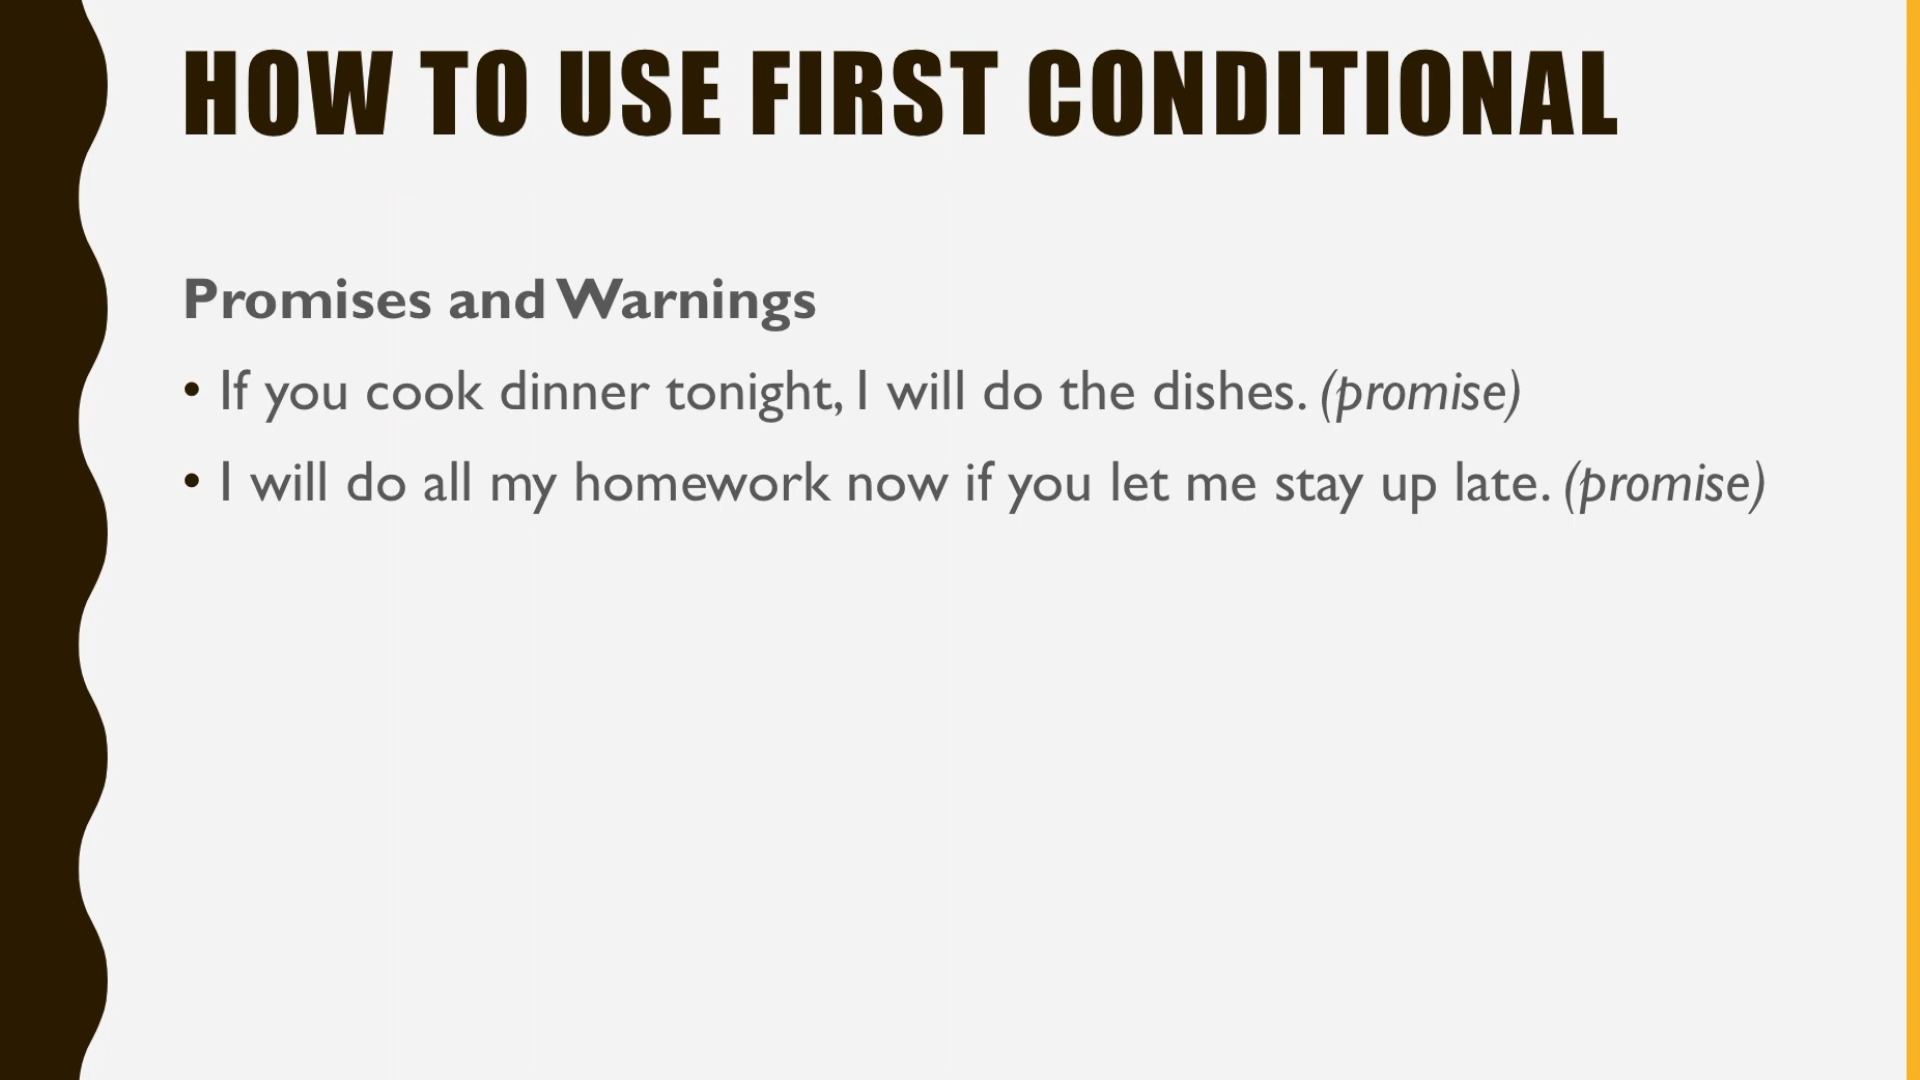 HOW TO USE FIRST CONDITIONAL
Promises and Warnings
• If you cook dinner tonight, I will do the dishes. (promise)
• I will do all my homework now if you let me stay up late. (promise)